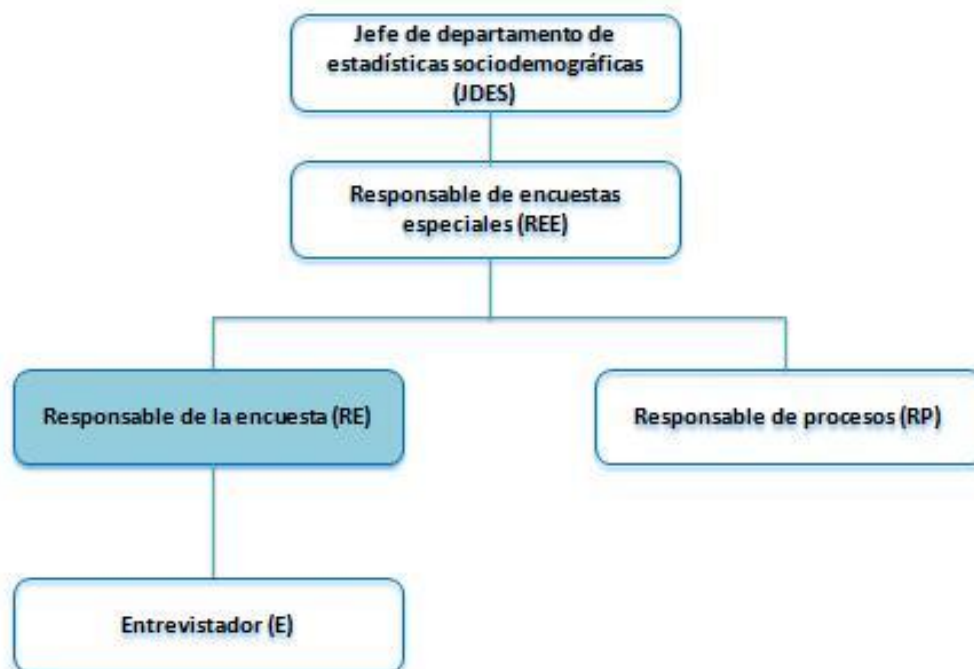 Jefe de departamento de
estadísticas sociodemográficas
(JDES)
Responsable de encuestas
especiales (REE)
Responsable de la encuesta (RE)
Responsable de procesos (RP)
Entrevistador (E)